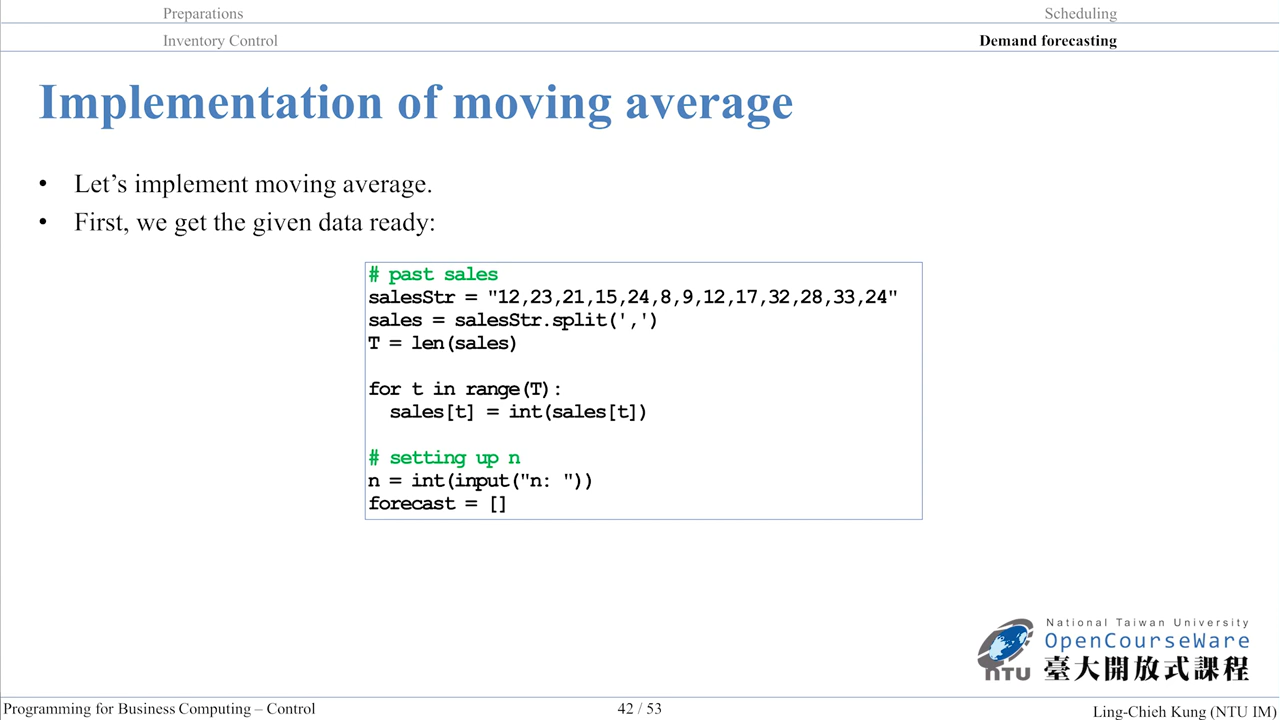 Preparations
Scheduling
Inventory Control
Demand forecasting
Implementation of moving average
• Let’s implement moving average.
• First, we get the given data ready:
# past sales
salesStr = "12,23,21,15,24,8,9,12,17,32,28,33,24"
sales = salesStr.split(',')
T = len(sales)
for t in range(T):
  sales[t] = int(sales[t])
# setting up n
n = int(input("n: "))
forecast = []
National Taiwan University
OpenCourseWare
臺大開放式課程
NTU
Programming for Business Computing – Control
42 / 53
Ling-Chieh Kung (NTU IM)